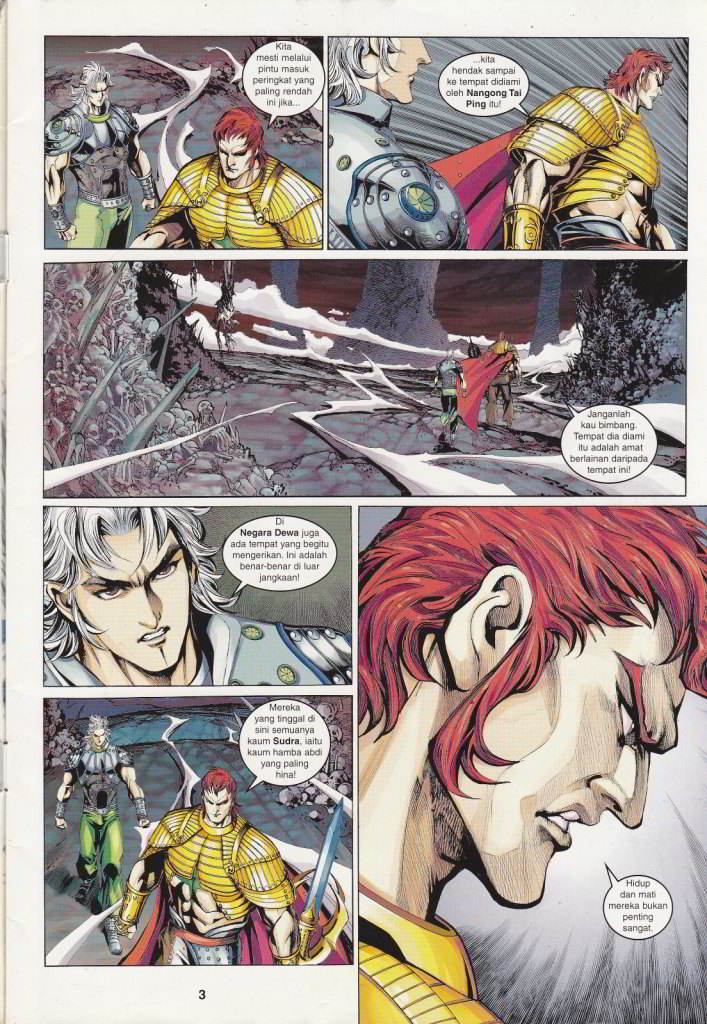 Kita
mesti melalui
pintu masuk
peringkat yang
paling rendah
ini jika...
...kita
hendak sampai
ke tempat didiami
oleh Nangong Tai
Ping itu!
Janganlah
kau bimbang.
Tempat dia diami
itu adalah amat
berlainan daripada
tempat ini!
Di
Negara Dewa juga
ada tempat yang begitu
mengerikan. Ini adalah
benar-benar di luar
jangkaan!
Mereka
yang tinggal di
sini semuanya
kaum Sudra, iaitu
kaum hamba abdi
yang paling
hina!
Hidup
dan mati
mereka bukan
penting
sangat.
3